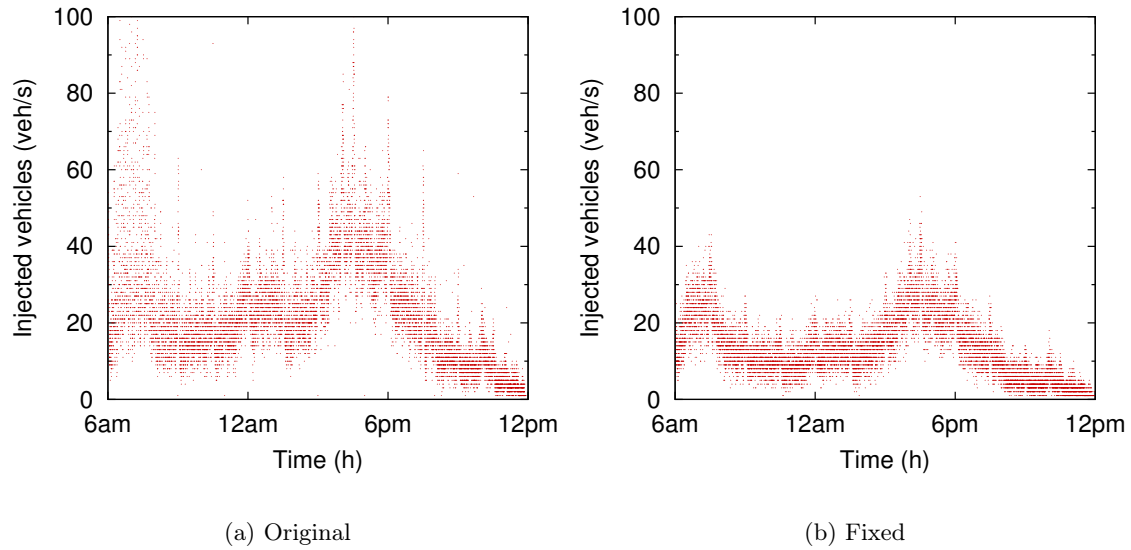 100
80
60
40
20
0
Injected vehicles (veh/s)
6am 12am 6pm 12pm
Time (h)
(a) Original
100
80
60
40
20
0
Injected vehicles (veh/s)
6am 12am 6pm 12pm
Time (h)
(b) Fixed